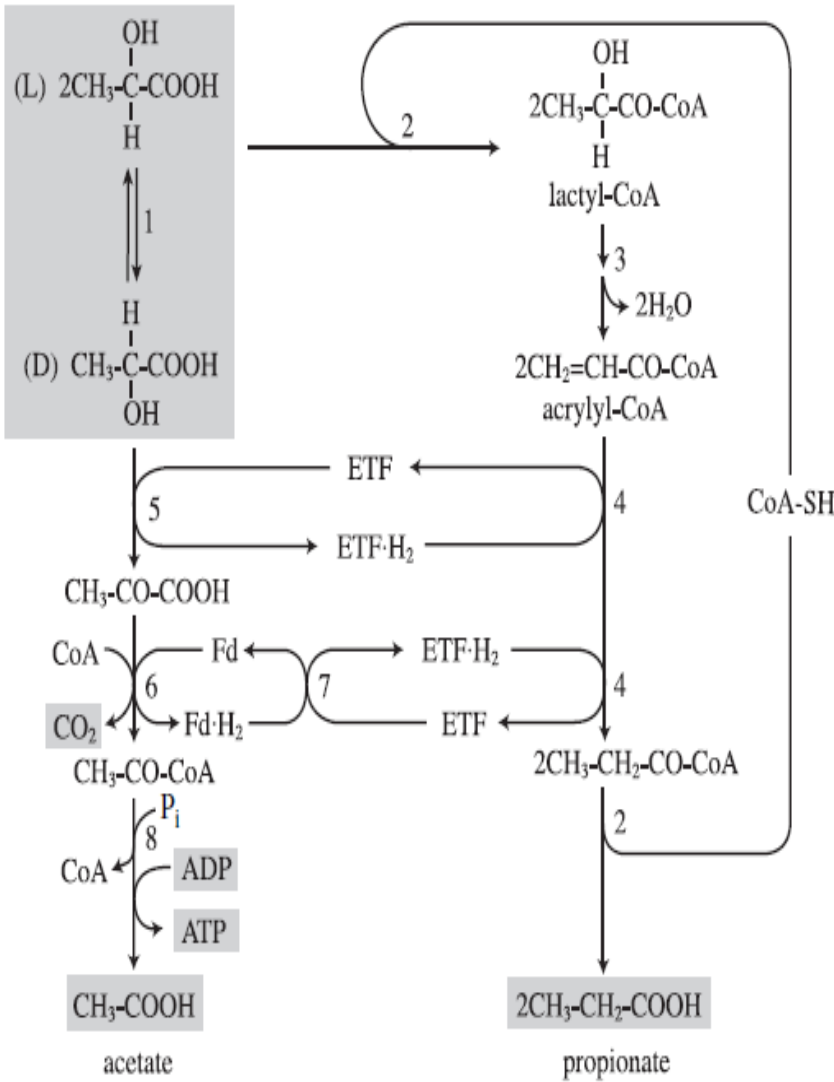 OH
(L) 2CH₃-C-COOH
H
1
H
(D) CH₃-C-COOH
OH
2
OH
2CH₃-C-CO-CoA
H
lactyl-CoA
3
2H₂O
2CH₂=CH-CO-CoA
acrylyl-CoA
ETF
5
4
CoA-SH
ETF·H₂
CH₃-CO-COOH
CoA
Fd
ETF·H₂
6
7
4
CO₂
Fd·H₂
ETF
CH₃-CO-CoA
2CH₃-CH₂-CO-CoA
Pᵢ
8
2
CoA
ADP
ATP
CH₃-COOH
2CH₃-CH₂-COOH
acetate
propionate